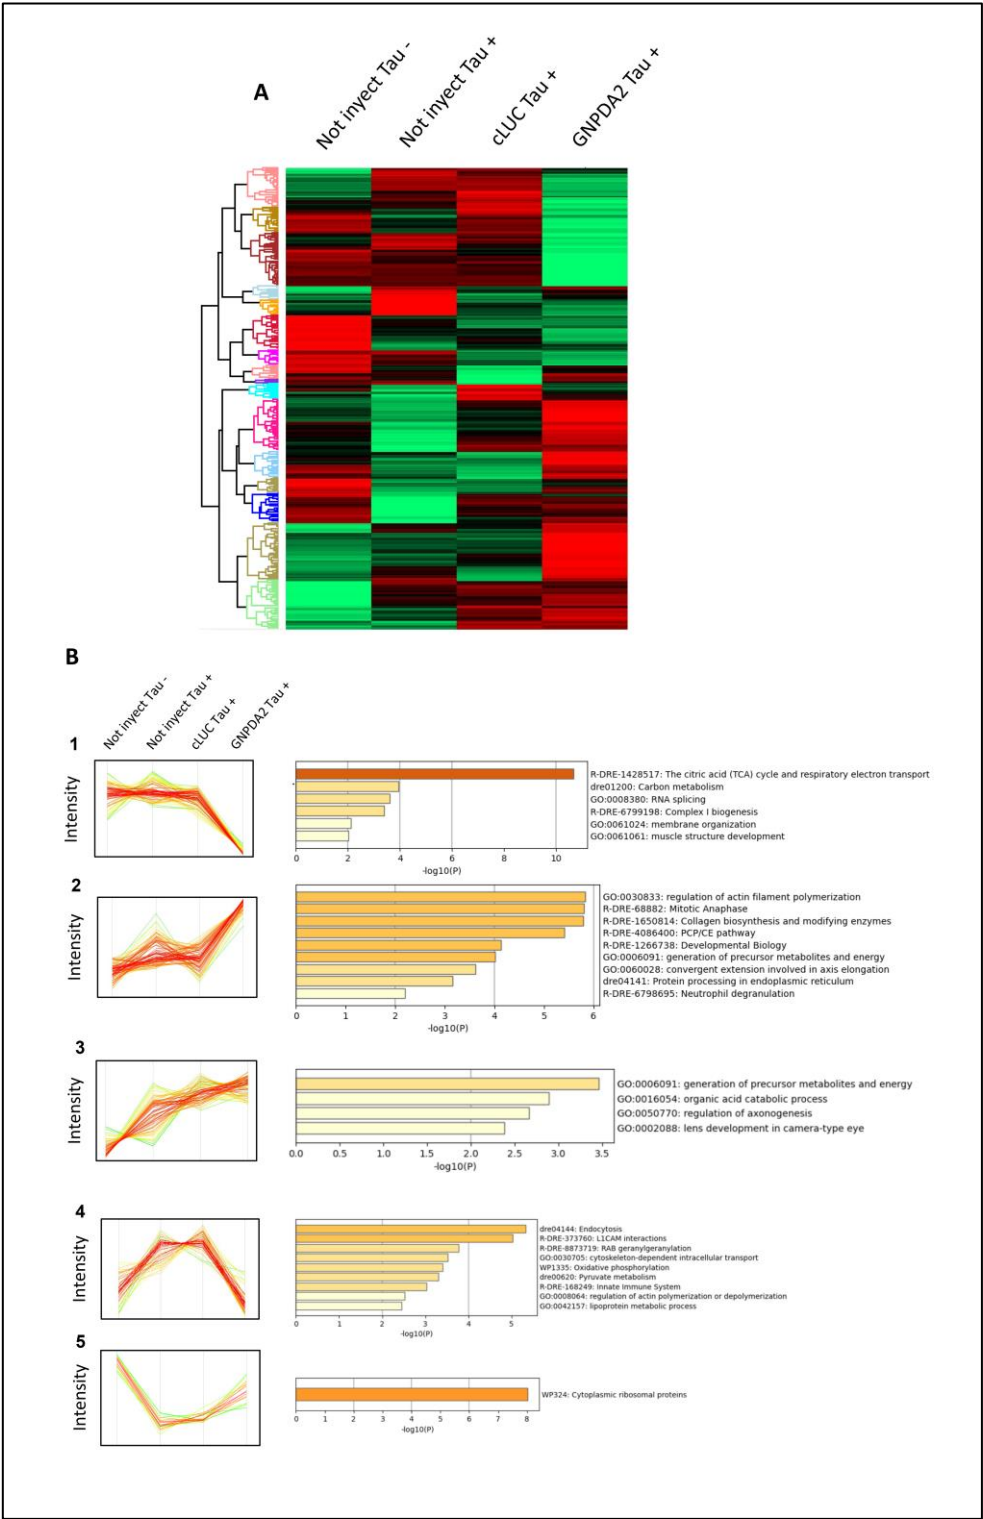 A
Not inyect Tau -
Not inyect Tau +
cLUC Tau +
GNPDA2 Tau +
B
Not inyect Tau -
Not inyect Tau +
cLUC Tau +
GNPDA2 Tau +
1
Intensity
R-DRE-1428517: The citric acid (TCA) cycle and respiratory electron transport
dre01200: Carbon metabolism
GO:0008380: RNA splicing
R-DRE-6799198: Complex I biogenesis
GO:0061024: membrane organization
GO:0061061: muscle structure development
0 2 4 6 8 10
-log10(P)
2
Intensity
GO:0030833: regulation of actin filament polymerization
R-DRE-68882: Mitotic Anaphase
R-DRE-1650814: Collagen biosynthesis and modifying enzymes
R-DRE-4086400: PCP/CE pathway
R-DRE-1266738: Developmental Biology
GO:0006091: generation of precursor metabolites and energy
GO:0060028: convergent extension involved in axis elongation
dre04141: Protein processing in endoplasmic reticulum
R-DRE-6798695: Neutrophil degranulation
0 1 2 3 4 5 6
-log10(P)
3
Intensity
GO:0006091: generation of precursor metabolites and energy
GO:0016054: organic acid catabolic process
GO:0050770: regulation of axonogenesis
GO:0002088: lens development in camera-type eye
0.0 0.5 1.0 1.5 2.0 2.5 3.0 3.5
-log10(P)
4
Intensity
dre04144: Endocytosis
R-DRE-373760: L1CAM interactions
R-DRE-8873719: RAB geranylgeranylation
GO:0030705: cytoskeleton-dependent intracellular transport
WP1335: Oxidative phosphorylation
dre00620: Pyruvate metabolism
R-DRE-168249: Innate Immune System
GO:0008064: regulation of actin polymerization or depolymerization
GO:0042157: lipoprotein metabolic process
0 1 2 3 4 5
-log10(P)
5
Intensity
WP324: Cytoplasmic ribosomal proteins
0 1 2 3 4 5 6 7 8
-log10(P)